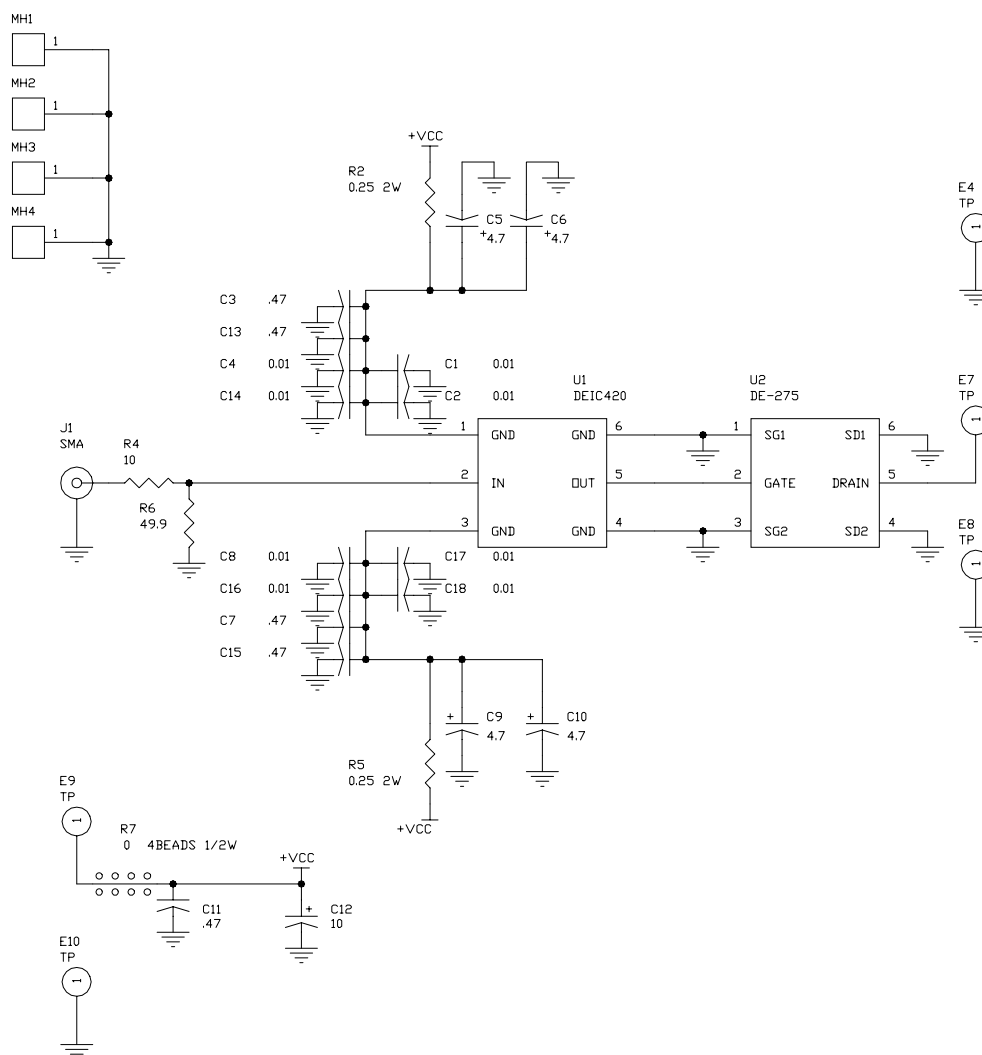 MH1
1
MH2
1
MH3
1
MH4
1
+VCC
R2
0.25 2W
C5
+4.7
C6
+4.7
E4
TP
1
C3 .47
C13 .47
C4 0.01
C14 0.01
C1 0.01
C2 0.01
U1
DEIC420
U2
DE-275
E7
TP
1
1 GND GND 6
1 SG1 SD1 6
J1
SMA
R4
10
2 IN OUT 5
2 GATE DRAIN 5
R6
49.9
3 GND GND 4
3 SG2 SD2 4
E8
TP
1
C8 0.01
C16 0.01
C7 .47
C15 .47
C17 0.01
C18 0.01
+ C9
4.7
+ C10
4.7
R5
0.25 2W
+VCC
E9
TP
1
R7
0 4BEADS 1/2W
+VCC
C11
.47
+ C12
10
E10
TP
1